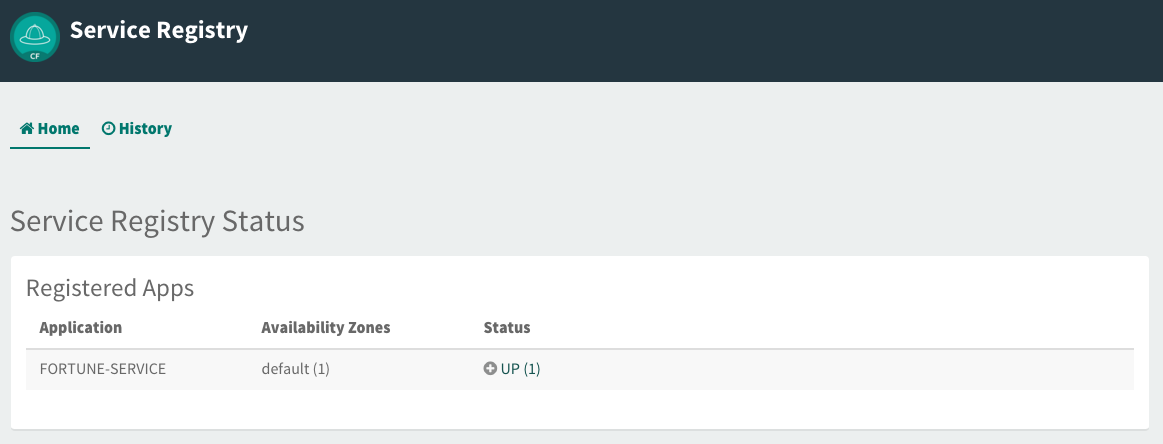 Service Registry
CF
Home History
Service Registry Status
Registered Apps
Application Availability Zones Status
FORTUNE-SERVICE default (1) UP (1)